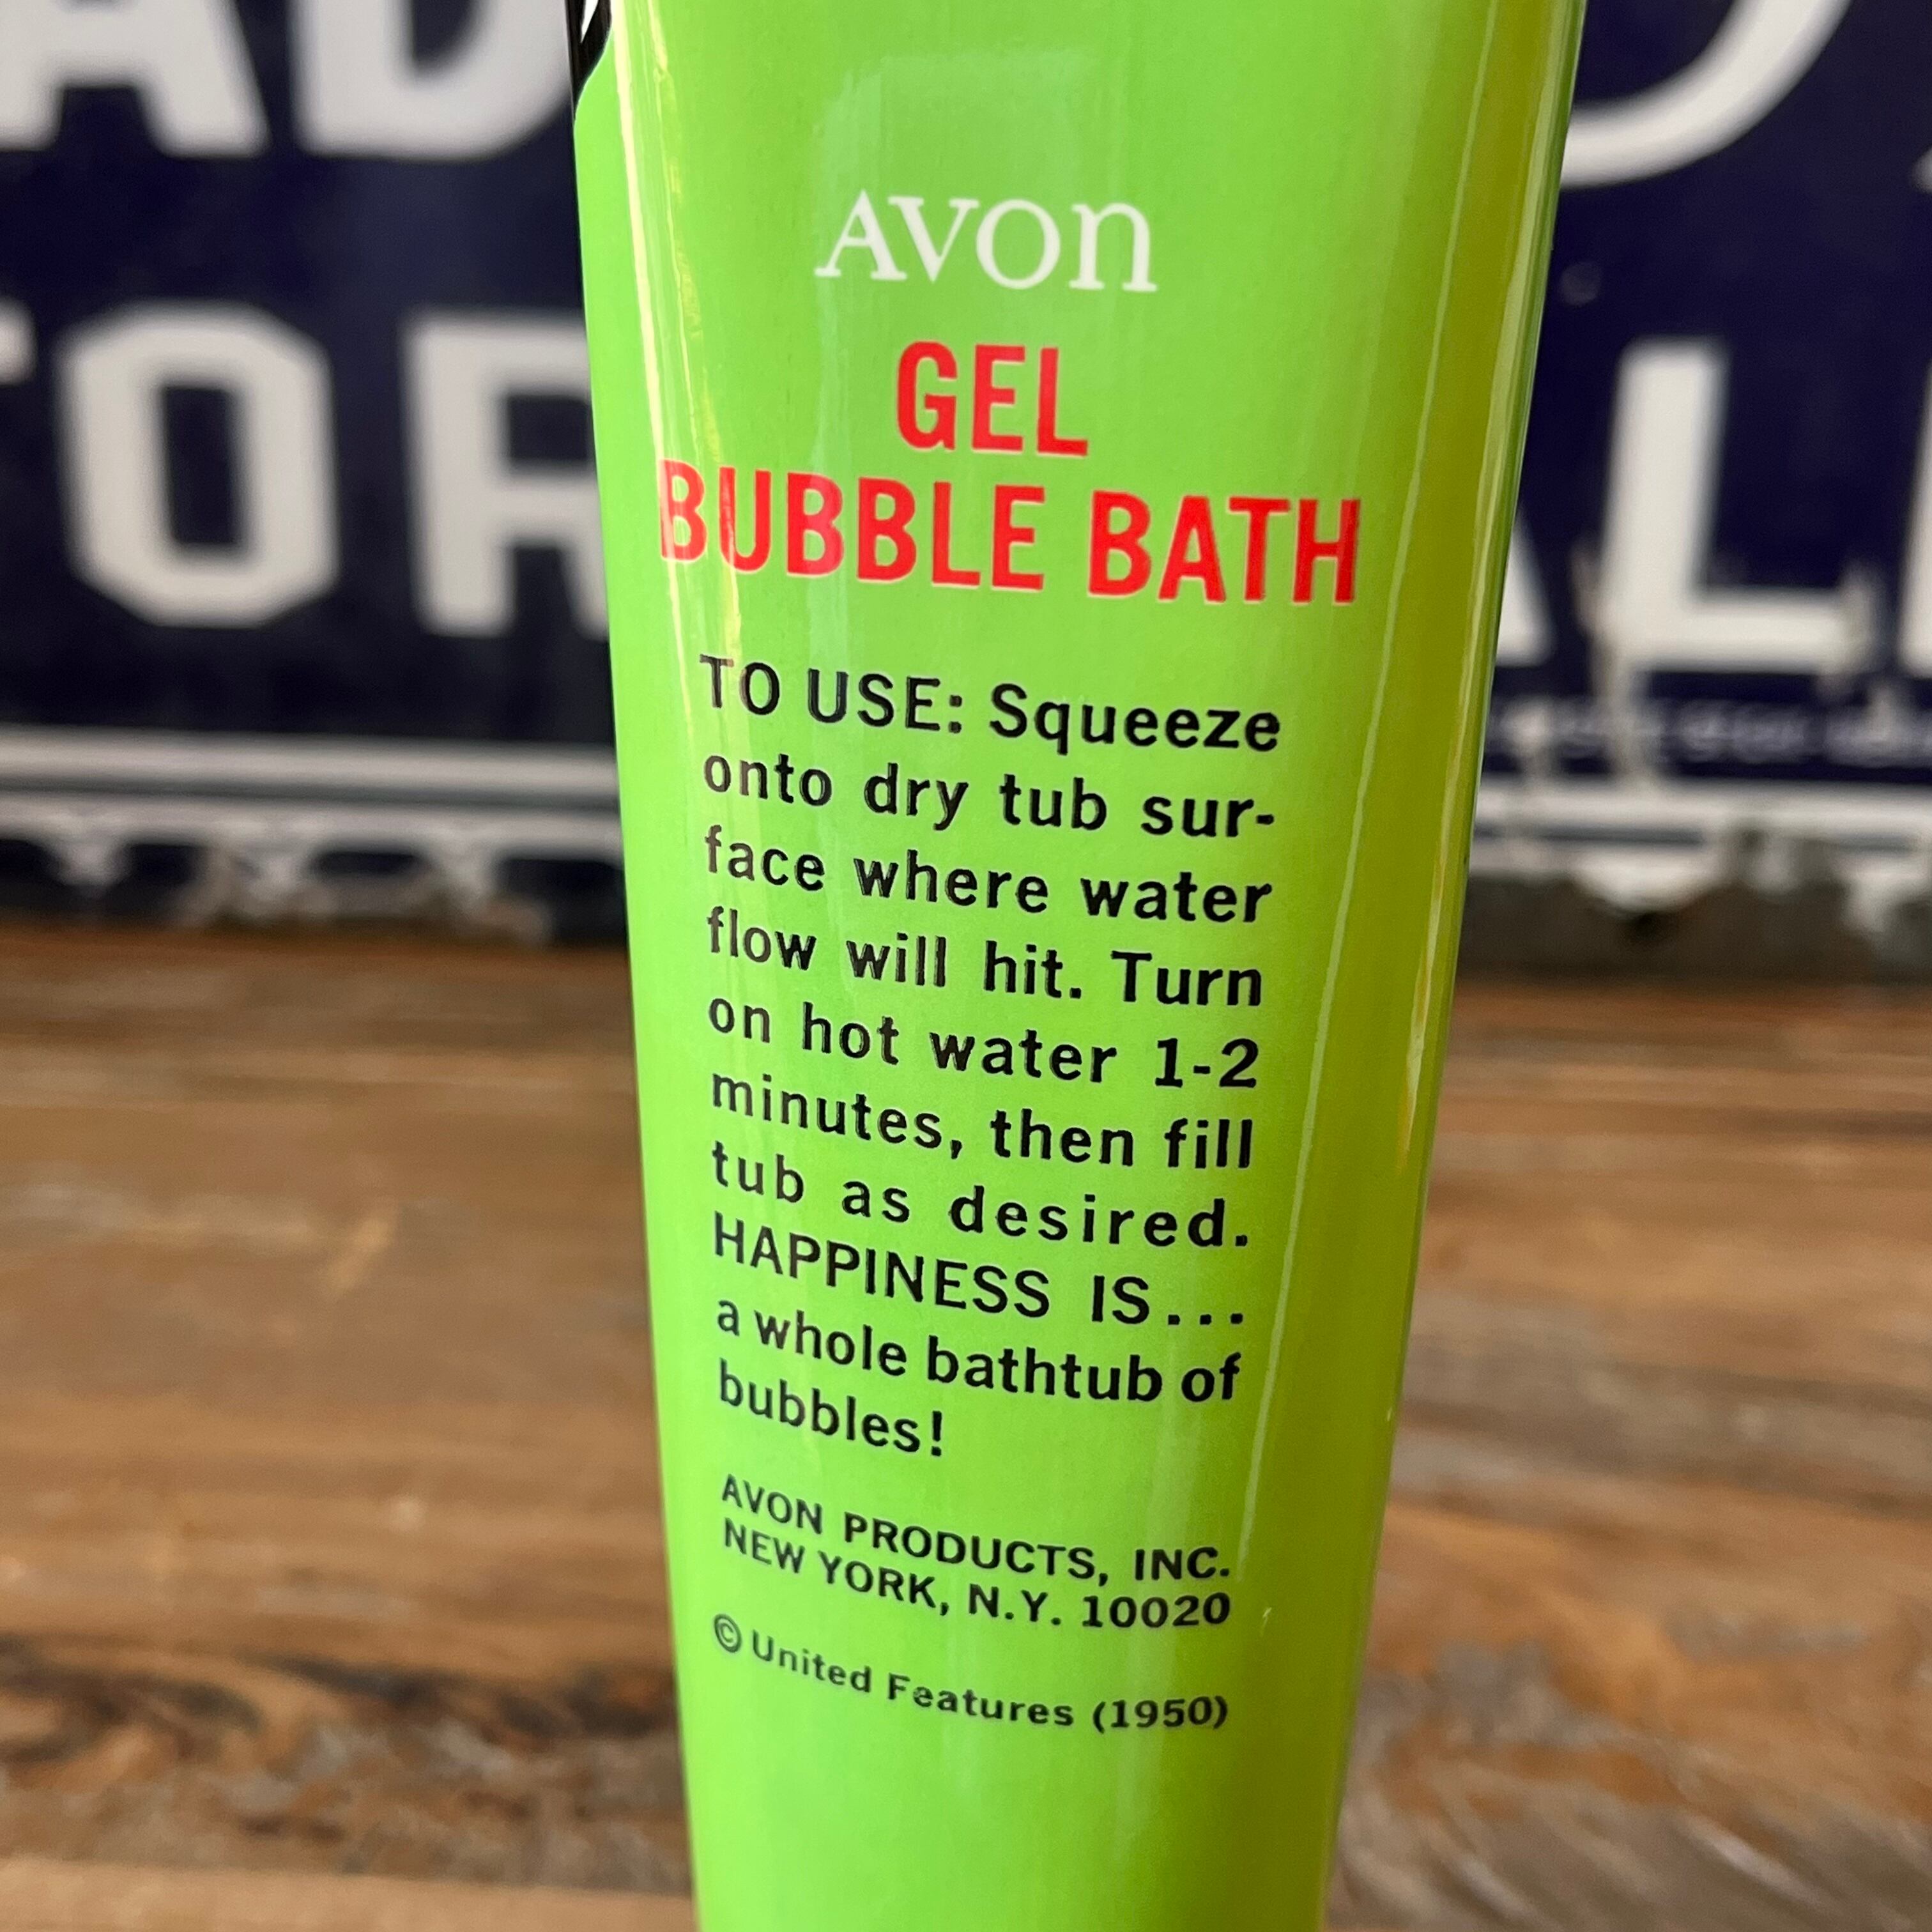 AVON
GEL
BUBBLE BATH
TO USE: Squeeze
onto dry tub sur-
face where water
flow will hit. Turn
on hot water 1-2
minutes, then fill
tub as desired.
HAPPINESS IS...
a whole bathtub of
bubbles!
AVON PRODUCTS, INC.
NEW YORK, N.Y. 10020
© United Features (1950)